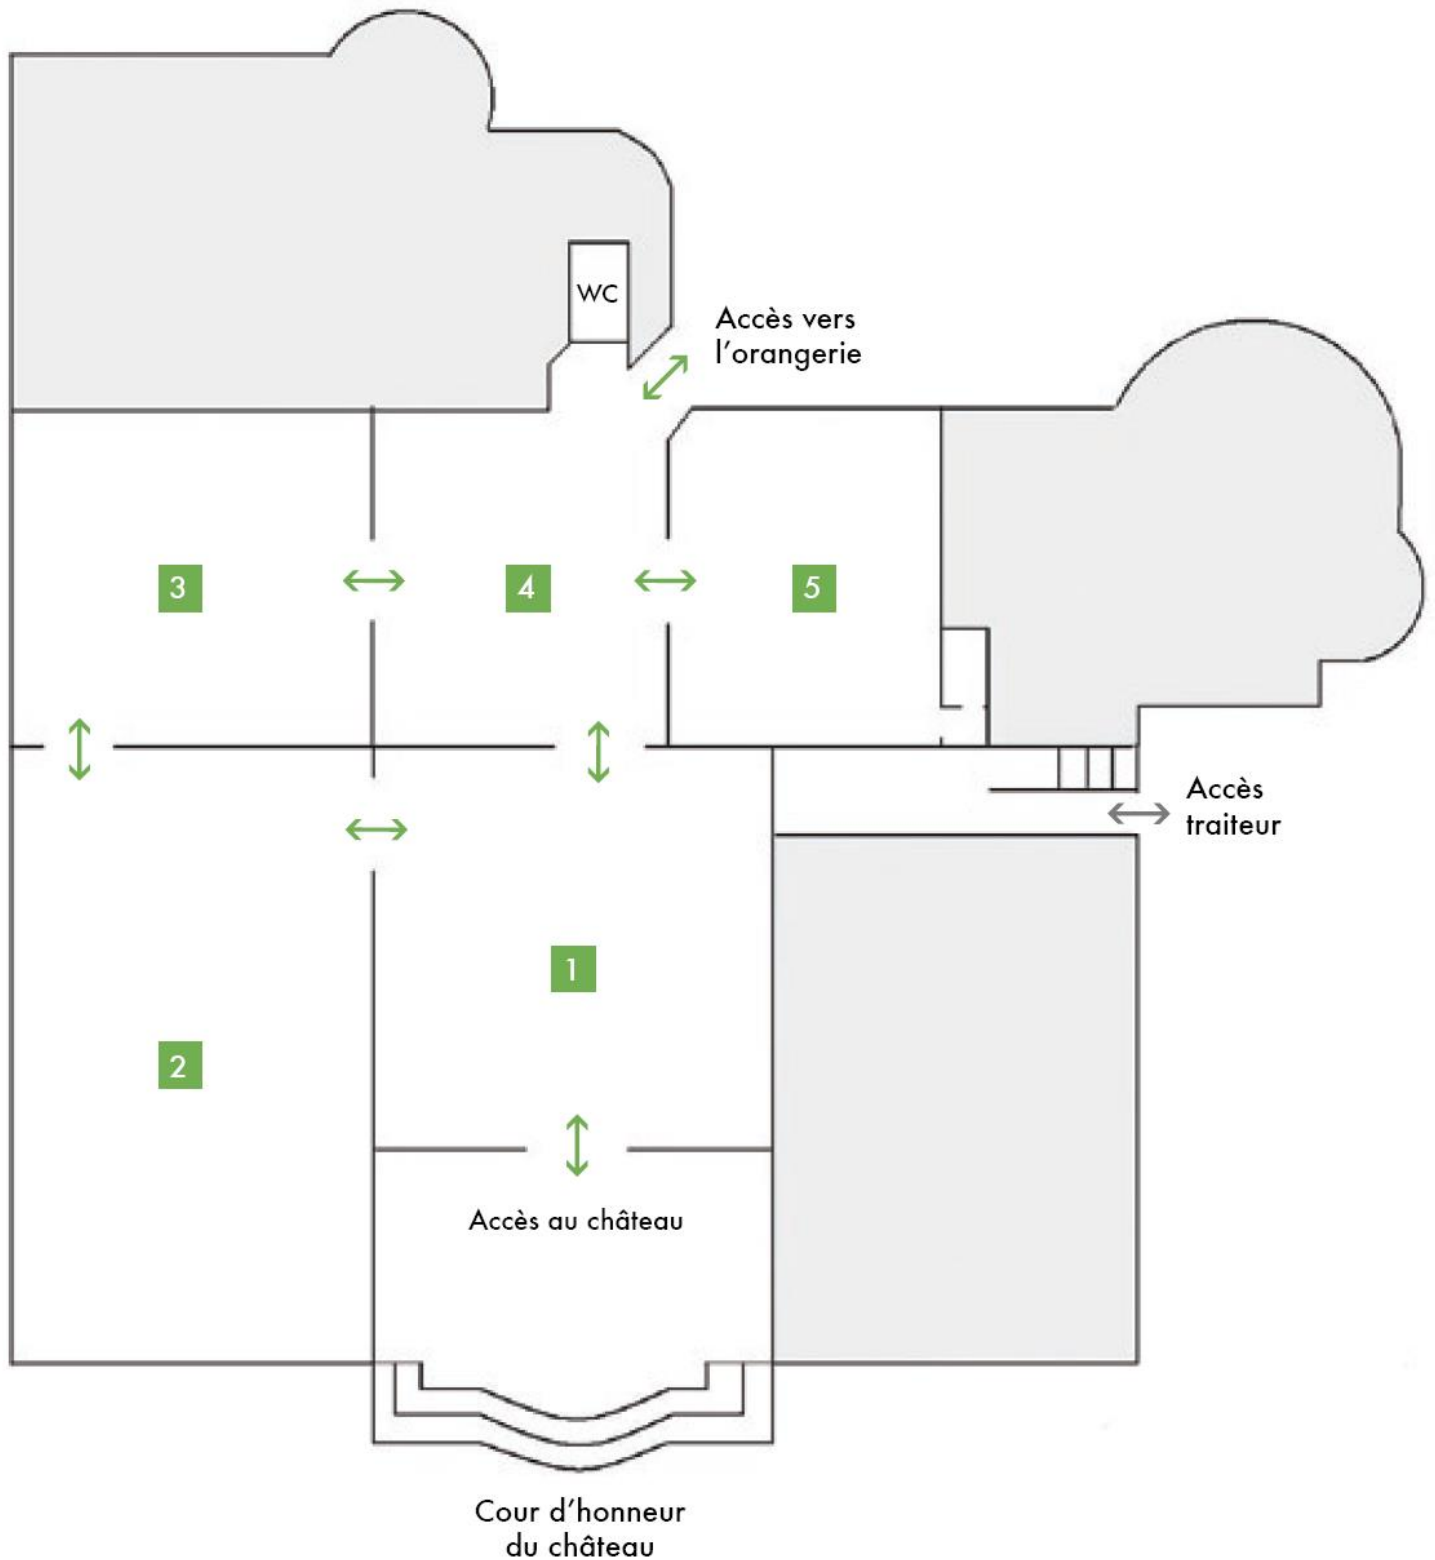 WC
Accès vers
l'orangerie
3
4
5
Accès
traiteur
1
2
Accès au château
Cour d'honneur
du château